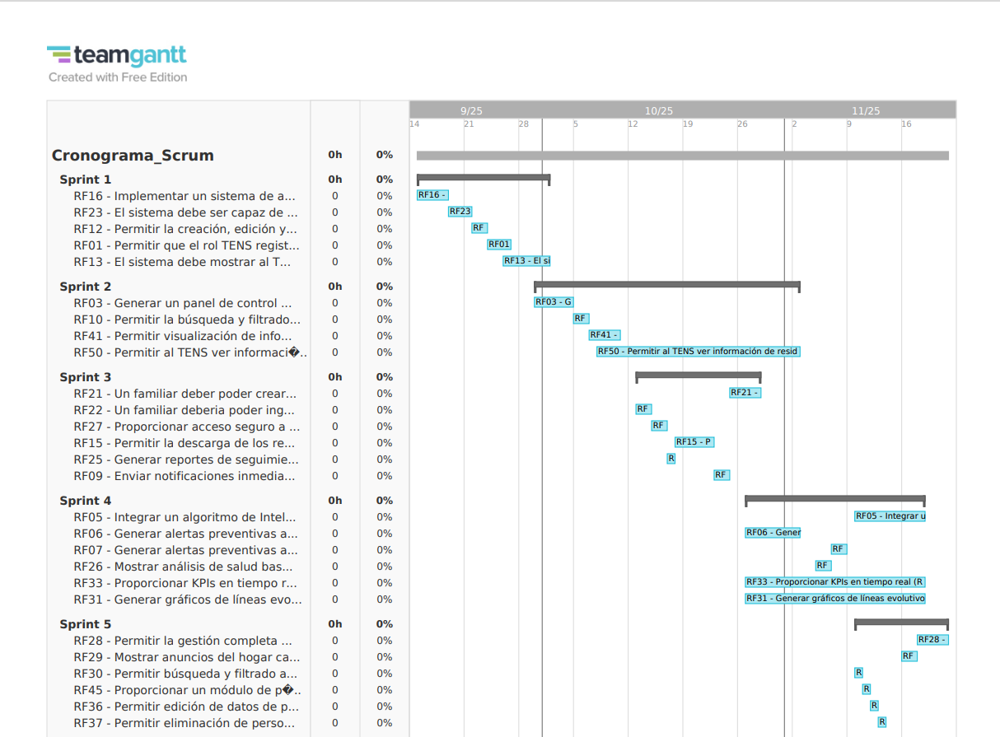 teamgantt
Created with Free Edition
9/25 10/25 11/25
14 21 28 5 12 19 26 2 9 16
Cronograma_Scrum 0h 0%
Sprint 1 0h 0%
RF16 - Implementar un sistema de a... 0 0% RF16 -
RF23 - El sistema debe ser capaz de ... 0 0% RF23
RF12 - Permitir la creación, edición y... 0 0% RF
RF01 - Permitir que el rol TENS regist... 0 0% RF01
RF13 - El sistema debe mostrar al T... 0 0% RF13 - El si
Sprint 2 0h 0%
RF03 - Generar un panel de control ... 0 0% RF03 - G
RF10 - Permitir la búsqueda y filtrado... 0 0% RF
RF41 - Permitir visualización de info... 0 0% RF41 -
RF50 - Permitir al TENS ver informaci�.. 0 0% RF50 - Permitir al TENS ver información de resid
Sprint 3 0h 0%
RF21 - Un familiar deber poder crear... 0 0% RF21 -
RF22 - Un familiar deberia poder ing... 0 0% RF
RF27 - Proporcionar acceso seguro a ... 0 0% RF
RF15 - Permitir la descarga de los re... 0 0% RF15 - P
RF25 - Generar reportes de seguimie... 0 0% R
RF09 - Enviar notificaciones inmedia... 0 0% RF
Sprint 4 0h 0%
RF05 - Integrar un algoritmo de Intel... 0 0% RF05 - Integrar u
RF06 - Generar alertas preventivas a... 0 0% RF06 - Gener
RF07 - Generar alertas preventivas a... 0 0% RF
RF26 - Mostrar análisis de salud bas... 0 0% RF
RF33 - Proporcionar KPIs en tiempo r... 0 0% RF33 - Proporcionar KPIs en tiempo real (R
RF31 - Generar gráficos de líneas evo... 0 0% RF31 - Generar gráficos de líneas evolutivo
Sprint 5 0h 0%
RF28 - Permitir la gestión completa ... 0 0% RF28 -
RF29 - Mostrar anuncios del hogar ca... 0 0% RF
RF30 - Permitir búsqueda y filtrado a... 0 0% R
RF45 - Proporcionar un módulo de p�.. 0 0% R
RF36 - Permitir edición de datos de p... 0 0% R
RF37 - Permitir eliminación de perso... 0 0% R